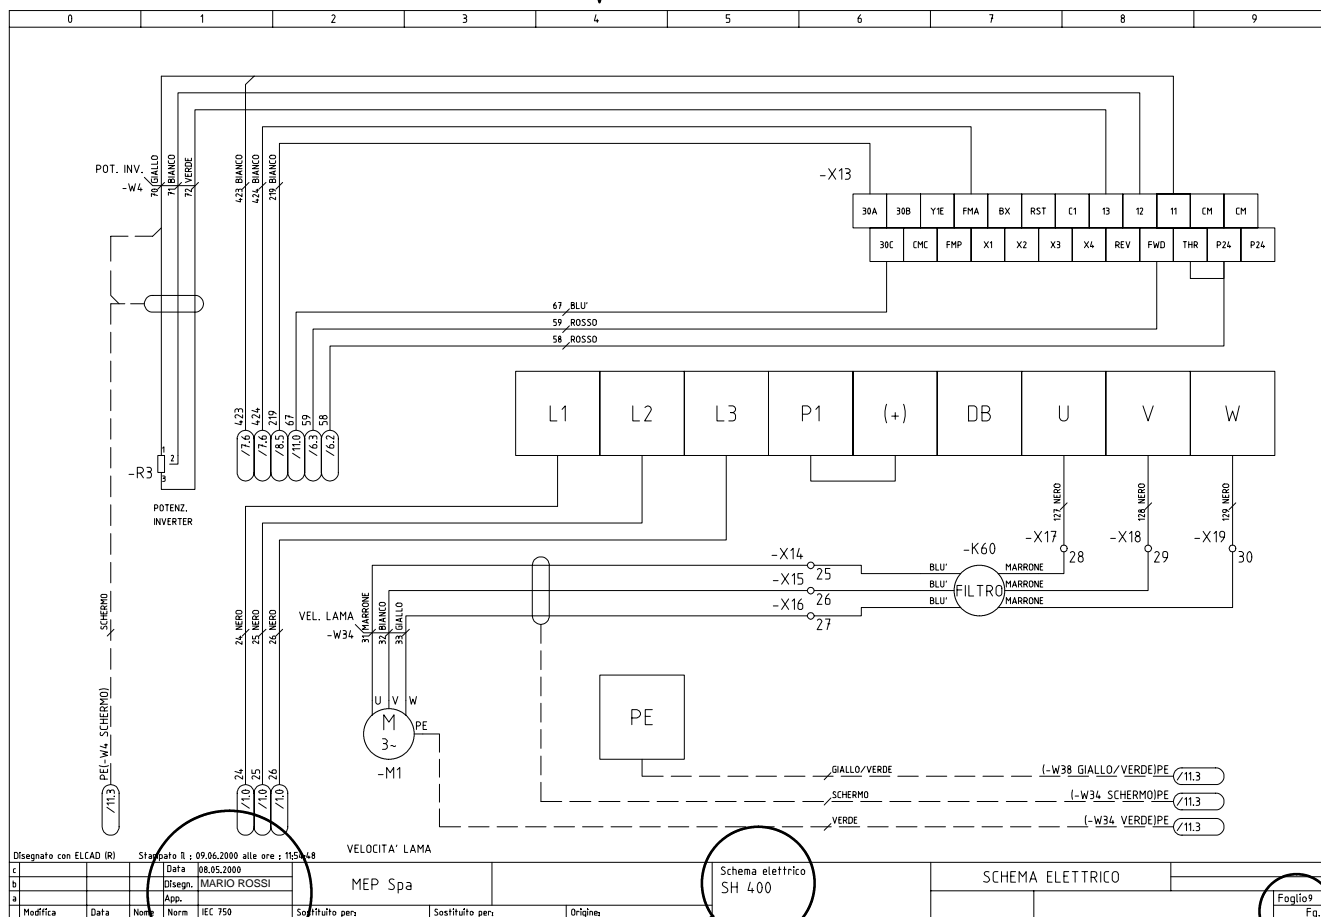 0 1 2 3 4 5 6 7 8 9
POT. INV.
-W4
70 GIALLO
71 BIANCO
72 VERDE
423 BIANCO
424 BIANCO
219 BIANCO
-X13
30A 30B Y1E FMA BX RST C1 13 12 11 CM CM
30C CMC FMP X1 X2 X3 X4 REV FWD THR P24 P24
67 BLU'
59 ROSSO
58 ROSSO
423 424 219 67 59 58
/7.6 /7.6 /8.5 /11.0 /6.3 /6.2
L1 L2 L3 P1 (+) DB U V W
-R3
1
2
3
POTENZ.
INVERTER
127 NERO
128 NERO
129 NERO
-X17
28
-X18
29
-X19
30
-X14
25
-X15
26
-X16
27
-K60
FILTRO
BLU' MARRONE
BLU' MARRONE
BLU' MARRONE
SCHERMO
24 NERO
25 NERO
26 NERO
VEL. LAMA
-W34
31 MARRONE
32 BIANCO
33 GIALLO
U V W
M
3~
PE
-M1
PE
PE(-W4 SCHERMO)
/11.3
24 25 26
/1.0 /1.0 /1.0
GIALLO/VERDE (-W38 GIALLO/VERDE)PE /11.3
SCHERMO (-W34 SCHERMO)PE /11.3
VERDE (-W34 VERDE)PE /11.3
VELOCITA' LAMA
Disegnato con ELCAD (R) Stampato il : 09.06.2000 alle ore : 11:54:48
c
b
a
Modifica Data Nome
Data 08.05.2000
Disegn. MARIO ROSSI
App.
Norm IEC 750
MEP Spa
Sostituito per: Sostituito per: Origine:
Schema elettrico
SH 400
SCHEMA ELETTRICO
Foglio9
Fg.